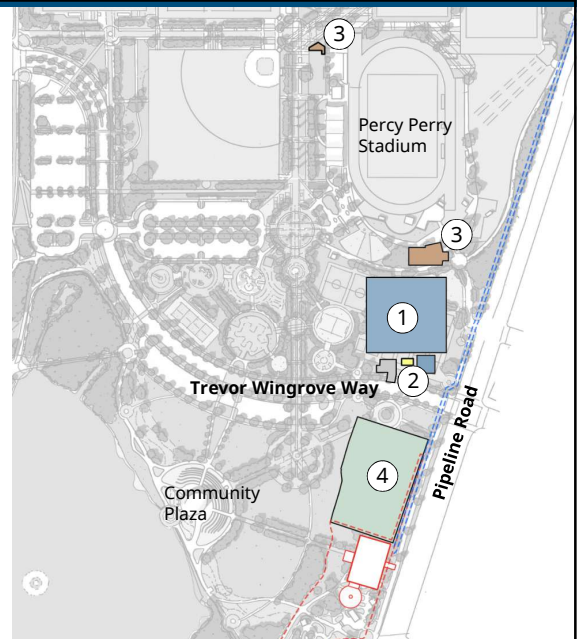 3
Percy Perry
Stadium
3
1
2
Trevor Wingrove Way
Pipeline Road
4
Community
Plaza